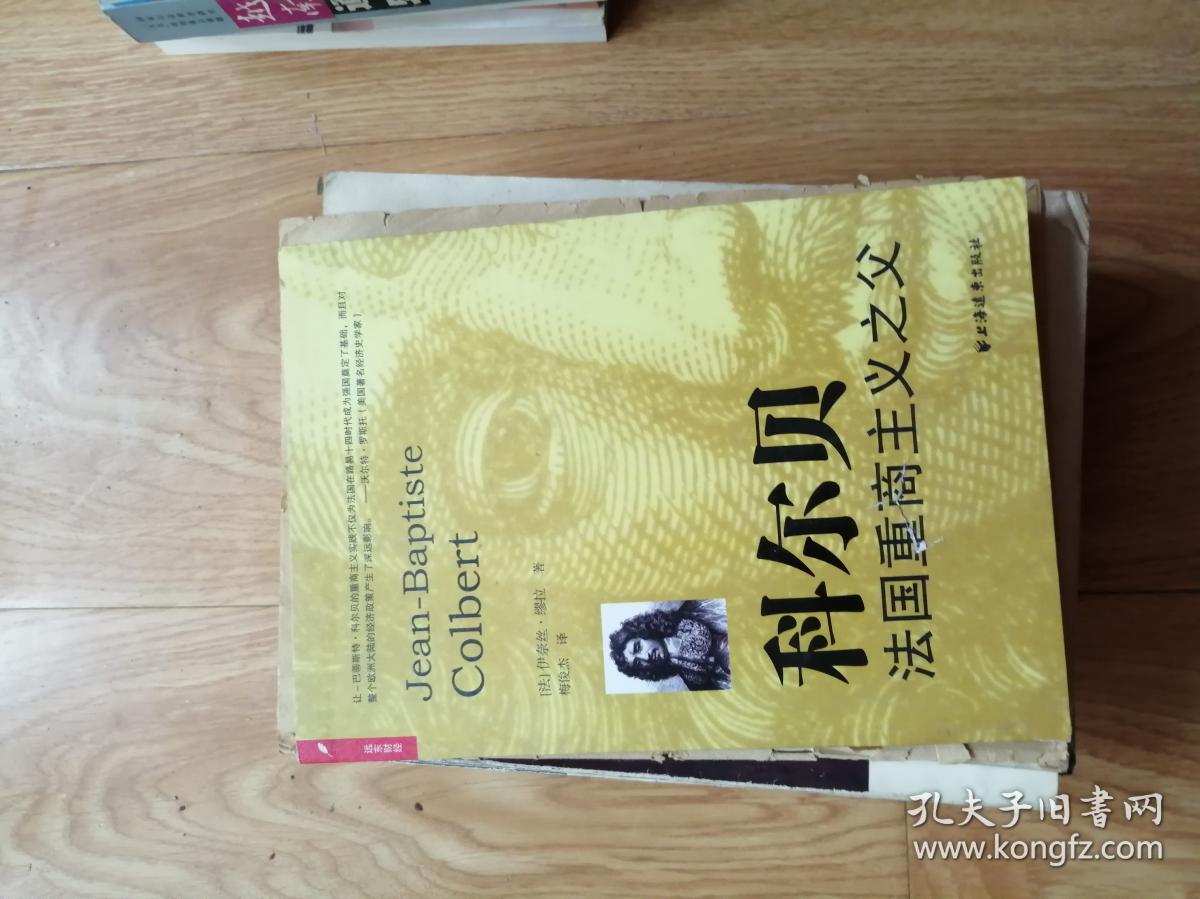 让-巴蒂斯特·科尔贝的重商主义实践不仅为法国在路易十四时代成为强国奠定了基础，而且对
整个欧洲大陆的经济政策产生了深远影响。 ——沃尔特·罗斯托（美国著名经济史学家）
Jean-Baptiste
Colbert
[法]伊奈丝·缪拉 著
梅俊杰 译
科尔贝
法国重商主义之父
上海远东出版社
远东
财经
孔夫子旧书网
www.kongfz.com